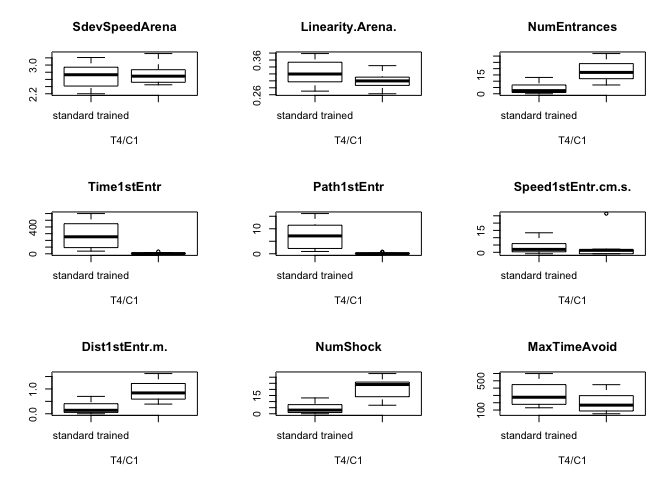 SdevSpeedArena
3.0
2.2
standard trained
T4/C1
Linearity.Arena.
0.36
0.26
standard trained
T4/C1
NumEntrances
15
0
standard trained
T4/C1
Time1stEntr
400
0
standard trained
T4/C1
Path1stEntr
10
0
standard trained
T4/C1
Speed1stEntr.cm.s.
15
0
standard trained
T4/C1
Dist1stEntr.m.
1.0
0.0
standard trained
T4/C1
NumShock
15
0
standard trained
T4/C1
MaxTimeAvoid
500
100
standard trained
T4/C1